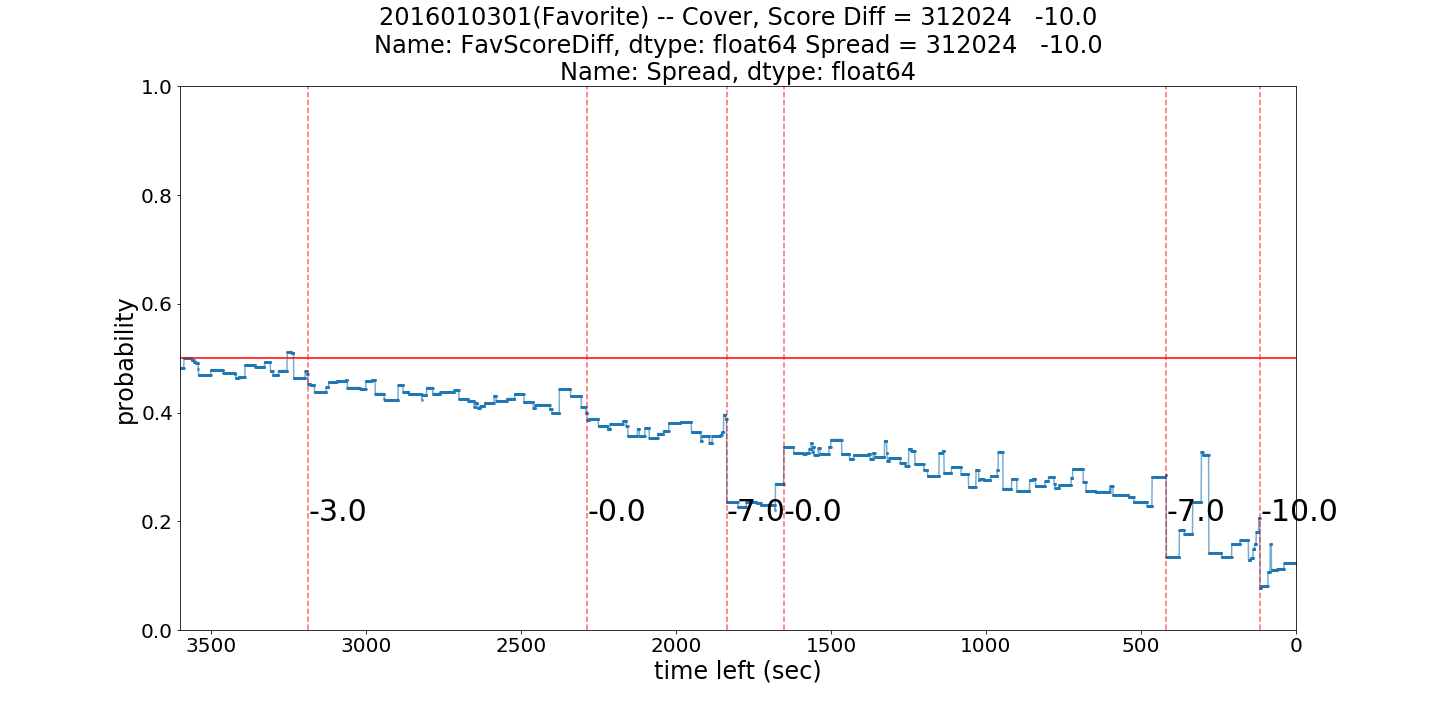 2016010301(Favorite) -- Cover, Score Diff = 312024   -10.0
Name: FavScoreDiff, dtype: float64 Spread = 312024   -10.0
Name: Spread, dtype: float64
1.0
0.8
0.6
0.4
0.2
0.0
probability
-3.0
-0.0
-7.0
-0.0
-7.0
-10.0
3500 3000 2500 2000 1500 1000 500 0
time left (sec)